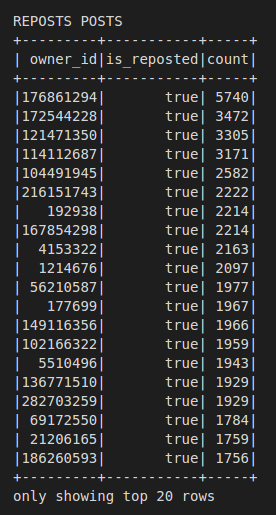 REPOSTS POSTS
+---------+-----------+-----+
| owner_id|is_reposted|count|
+---------+-----------+-----+
|176861294|       true| 5740|
|172544228|       true| 3472|
|121471350|       true| 3305|
|114112687|       true| 3171|
|104491945|       true| 2582|
|216151743|       true| 2222|
|   192938|       true| 2214|
|167854298|       true| 2214|
|  4153322|       true| 2163|
|  1214676|       true| 2097|
| 56210587|       true| 1977|
|   177699|       true| 1967|
|149116356|       true| 1966|
|102166322|       true| 1959|
|  5510496|       true| 1943|
|136771510|       true| 1929|
|282703259|       true| 1929|
| 69172550|       true| 1784|
| 21206165|       true| 1759|
|186260593|       true| 1756|
+---------+-----------+-----+
only showing top 20 rows